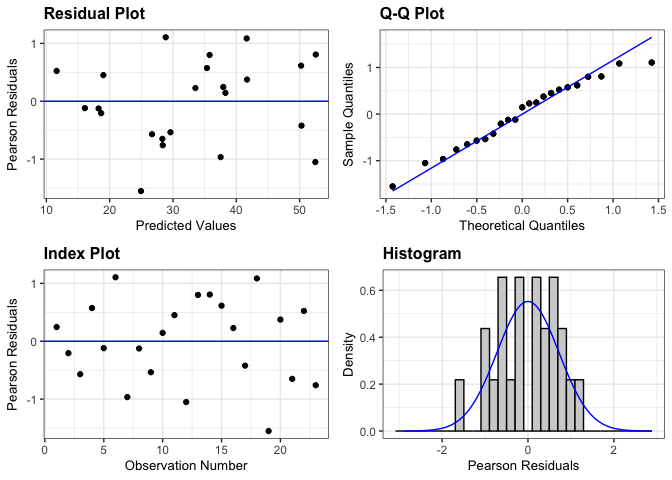 Residual Plot
Pearson Residuals
1
0
-1
10 20 30 40 50
Predicted Values
Q-Q Plot
Sample Quantiles
1
0
-1
-1.5 -1.0 -0.5 0.0 0.5 1.0 1.5
Theoretical Quantiles
Index Plot
Pearson Residuals
1
0
-1
0 5 10 15 20
Observation Number
Histogram
Density
0.6
0.4
0.2
0.0
-2 0 2
Pearson Residuals